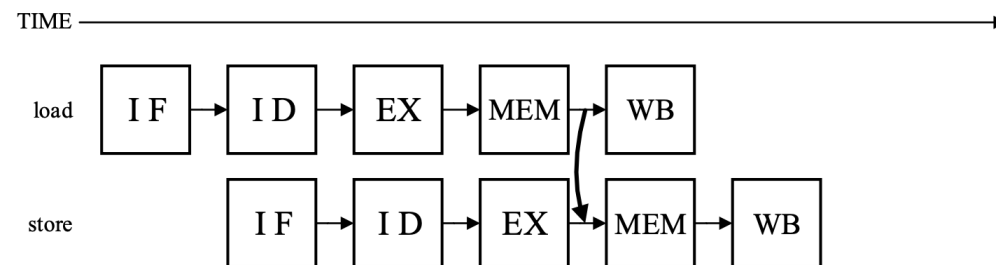 TIME
load I F I D EX MEM WB
store I F I D EX MEM WB